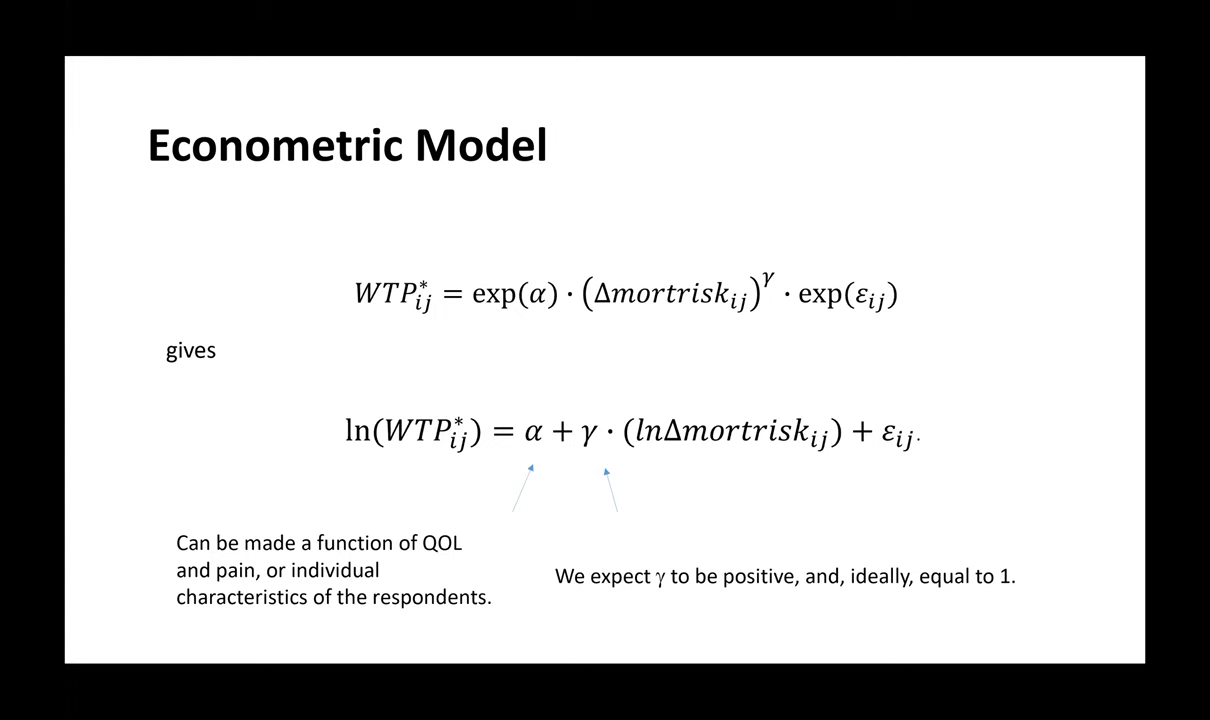 Econometric Model
𝑊𝑇𝑃*ᵢⱼ = exp(𝛼) · (Δ𝑚𝑜𝑟𝑡𝑟𝑖𝑠𝑘ᵢⱼ)^𝛾 · exp(𝜀ᵢⱼ)
gives
ln(𝑊𝑇𝑃*ᵢⱼ) = 𝛼 + 𝛾 · (𝑙𝑛Δ𝑚𝑜𝑟𝑡𝑟𝑖𝑠𝑘ᵢⱼ) + 𝜀ᵢⱼ.
Can be made a function of QOL
and pain, or individual
characteristics of the respondents.
We expect γ to be positive, and, ideally, equal to 1.